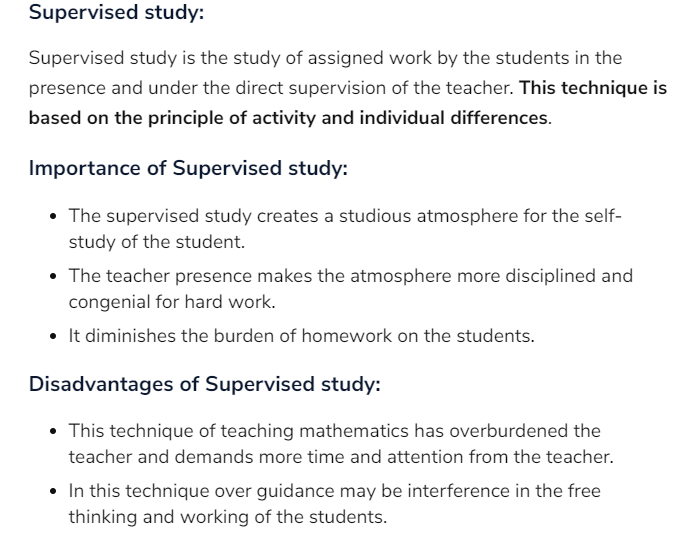 Supervised study:
Supervised study is the study of assigned work by the students in the
presence and under the direct supervision of the teacher. This technique is
based on the principle of activity and individual differences.
Importance of Supervised study:
• The supervised study creates a studious atmosphere for the self-
study of the student.
• The teacher presence makes the atmosphere more disciplined and
congenial for hard work.
• It diminishes the burden of homework on the students.
Disadvantages of Supervised study:
• This technique of teaching mathematics has overburdened the
teacher and demands more time and attention from the teacher.
• In this technique over guidance may be interference in the free
thinking and working of the students.